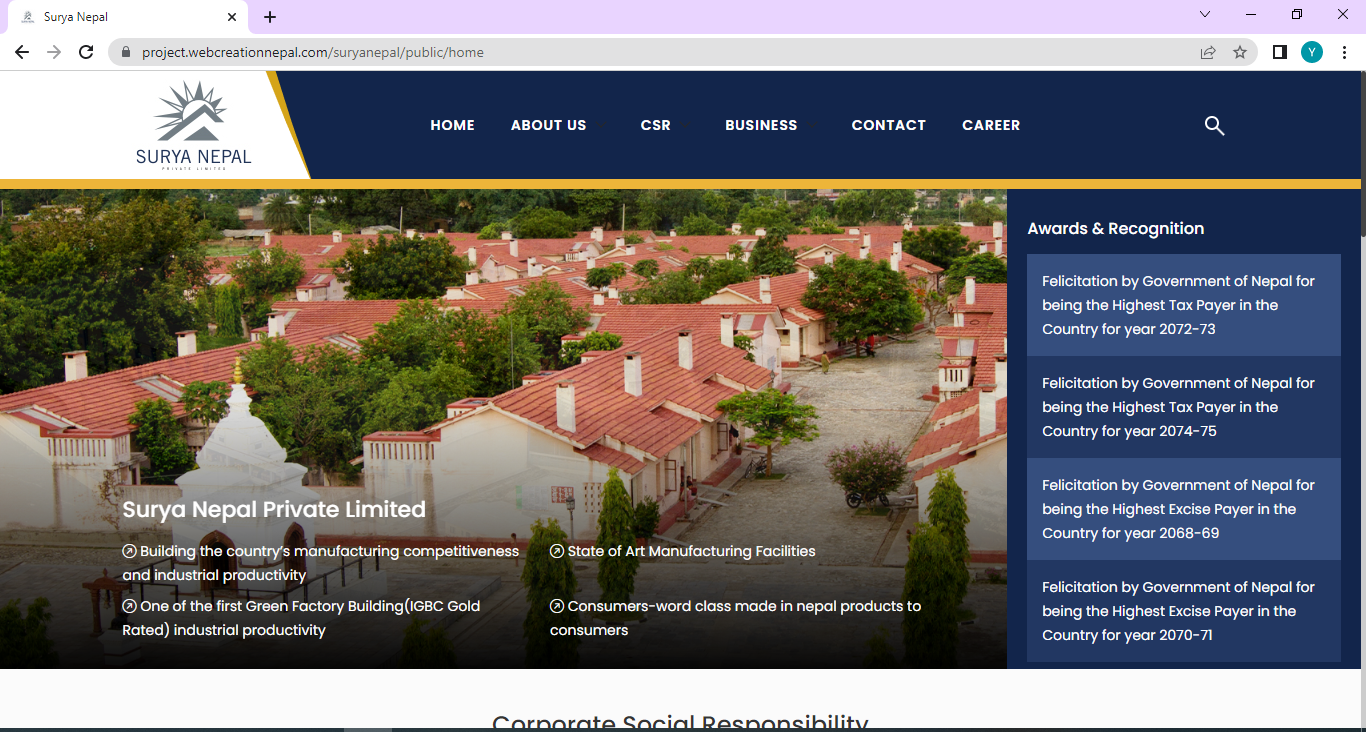 Surya Nepal
project.webcreationnepal.com/suryanepal/public/home
Y
SURYA NEPAL
PRIVATE LIMITED
HOME
ABOUT US
CSR
BUSINESS
CONTACT
CAREER
Surya Nepal Private Limited
Building the country's manufacturing competitiveness
and industrial productivity
State of Art Manufacturing Facilities
One of the first Green Factory Building(IGBC Gold
Rated) industrial productivity
Consumers-word class made in nepal products to
consumers
Awards & Recognition
Felicitation by Government of Nepal for
being the Highest Tax Payer in the
Country for year 2072-73
Felicitation by Government of Nepal for
being the Highest Tax Payer in the
Country for year 2074-75
Felicitation by Government of Nepal for
being the Highest Excise Payer in the
Country for year 2068-69
Felicitation by Government of Nepal for
being the Highest Excise Payer in the
Country for year 2070-71
Corporate Social Responsibility